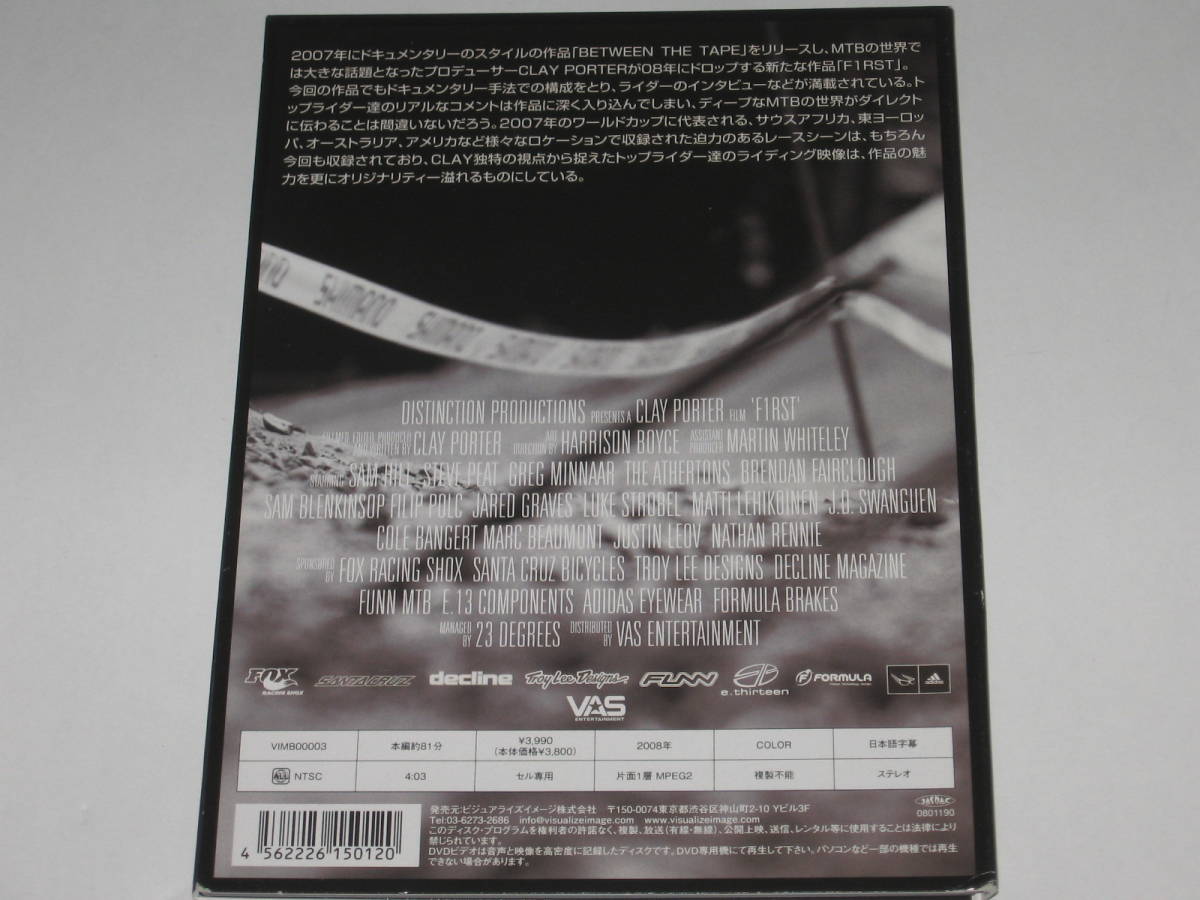 2007年にドキュメンタリーのスタイルの作品「BETWEEN THE TAPE」をリリースし、MTBの世界で
は大きな話題となったプロデューサーCLAY PORTERが08年にドロップする新たな作品「F1RST」。
今回の作品でもドキュメンタリー手法での構成をとり、ライダーのインタビューなどが満載されている。ト
ップライダー達のリアルなコメントは作品に深く入り込んでしまい、ディープなMTBの世界がダイレクト
に伝わることは間違いないだろう。2007年のワールドカップに代表される、サウスアフリカ、東ヨーロッ
パ、オーストラリア、アメリカなど様々なロケーションで収録された迫力のあるレースシーンは、もちろん
今回も収録されており、CLAY独特の視点から捉えたトップライダー達のライディング映像は、作品の魅
力を更にオリジナリティー溢れるものにしている。
SHIMANO SHIMANO
DISTINCTION PRODUCTIONS PRESENTS A CLAY PORTER FILM 'F1RST'
FILMED, EDITED, PRODUCED AND WRITTEN BY CLAY PORTER ART DIRECTION BY HARRISON BOYCE ASSISTANT PRODUCER MARTIN WHITELEY
STARRING SAM HILL STEVE PEAT GREG MINNAAR THE ATHERTONS BRENDAN FAIRCLOUGH
SAM BLENKINSOP FILIP POLC JARED GRAVES LUKE STROBEL MATTI LEHIKOINEN J.D. SWANGUEN
COLE BANGERT MARC BEAUMONT JUSTIN LEOV NATHAN RENNIE
SPONSORED BY FOX RACING SHOX SANTA CRUZ BICYCLES TROY LEE DESIGNS DECLINE MAGAZINE
FUNN MTB E.13 COMPONENTS ADIDAS EYEWEAR FORMULA BRAKES
MANAGED BY 23 DEGREES DISTRIBUTED BY VAS ENTERTAINMENT
FOX RACING SHOX SANTA CRUZ decline Troy Lee Designs FUNN e.thirteen FORMULA adidas
VAS ENTERTAINMENT
VIMB00003 本編約81分 ¥3,990 (本体価格¥3,800) 2008年 COLOR 日本語字幕
ALL NTSC 4:03 セル専用 片面1層 MPEG2 複製不能 ステレオ
発売元:ビジュアライズイメージ株式会社 〒150-0074東京都渋谷区神山町2-10 Yビル3F
Tel:03-6273-2686 info@visualizeimage.com www.visualizeimage.com
このディスク・プログラムを権利者の許諾なく、複製、放送(有線・無線)、公開上映、送信、レンタル等に使用することは法律により
禁じられています。
DVDビデオは音声と映像を高密度に記録したディスクです。DVD専用機にて再生して下さい。パソコンなど一部の機種では再生
できない場合があります。
0801190
4 562226 150120